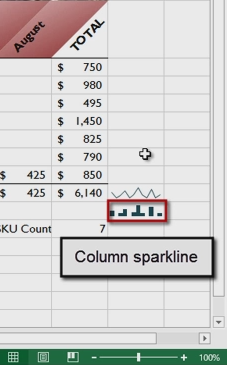 August TOTAL
$ 750
$ 980
$ 495
$ 1,450
$ 825
$ 790
$ 425 $ 850
$ 425 $ 6,140
SKU Count 7
Column sparkline
100%